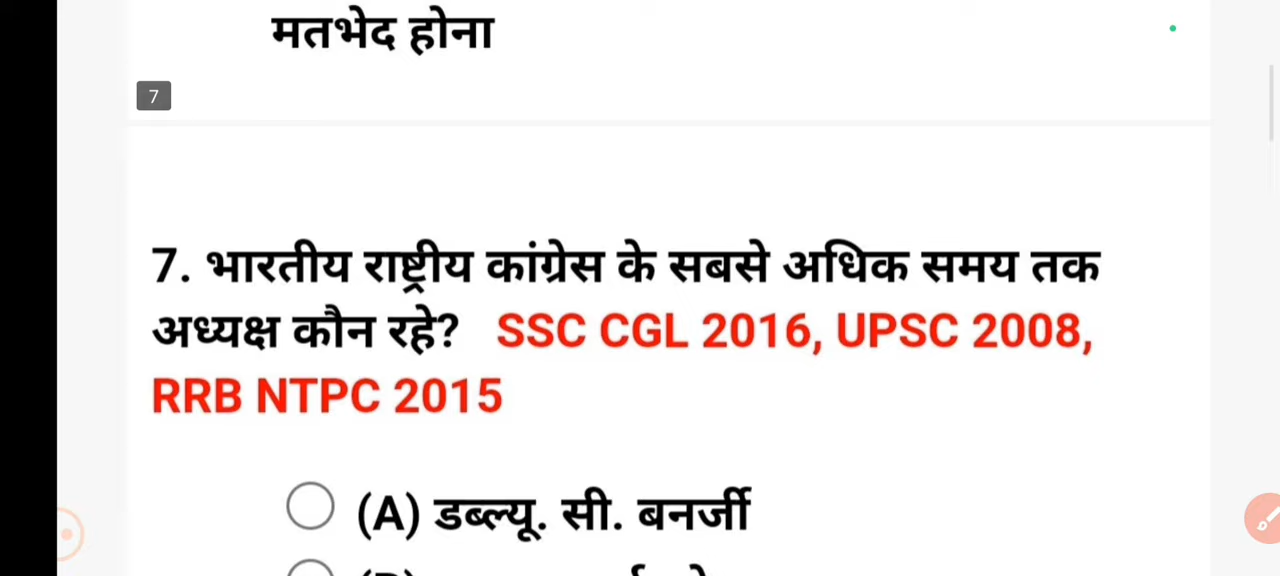 मतभेद होना
7
7. भारतीय राष्ट्रीय कांग्रेस के सबसे अधिक समय तक
अध्यक्ष कौन रहे? SSC CGL 2016, UPSC 2008,
RRB NTPC 2015
(A) डब्ल्यू. सी. बनर्जी